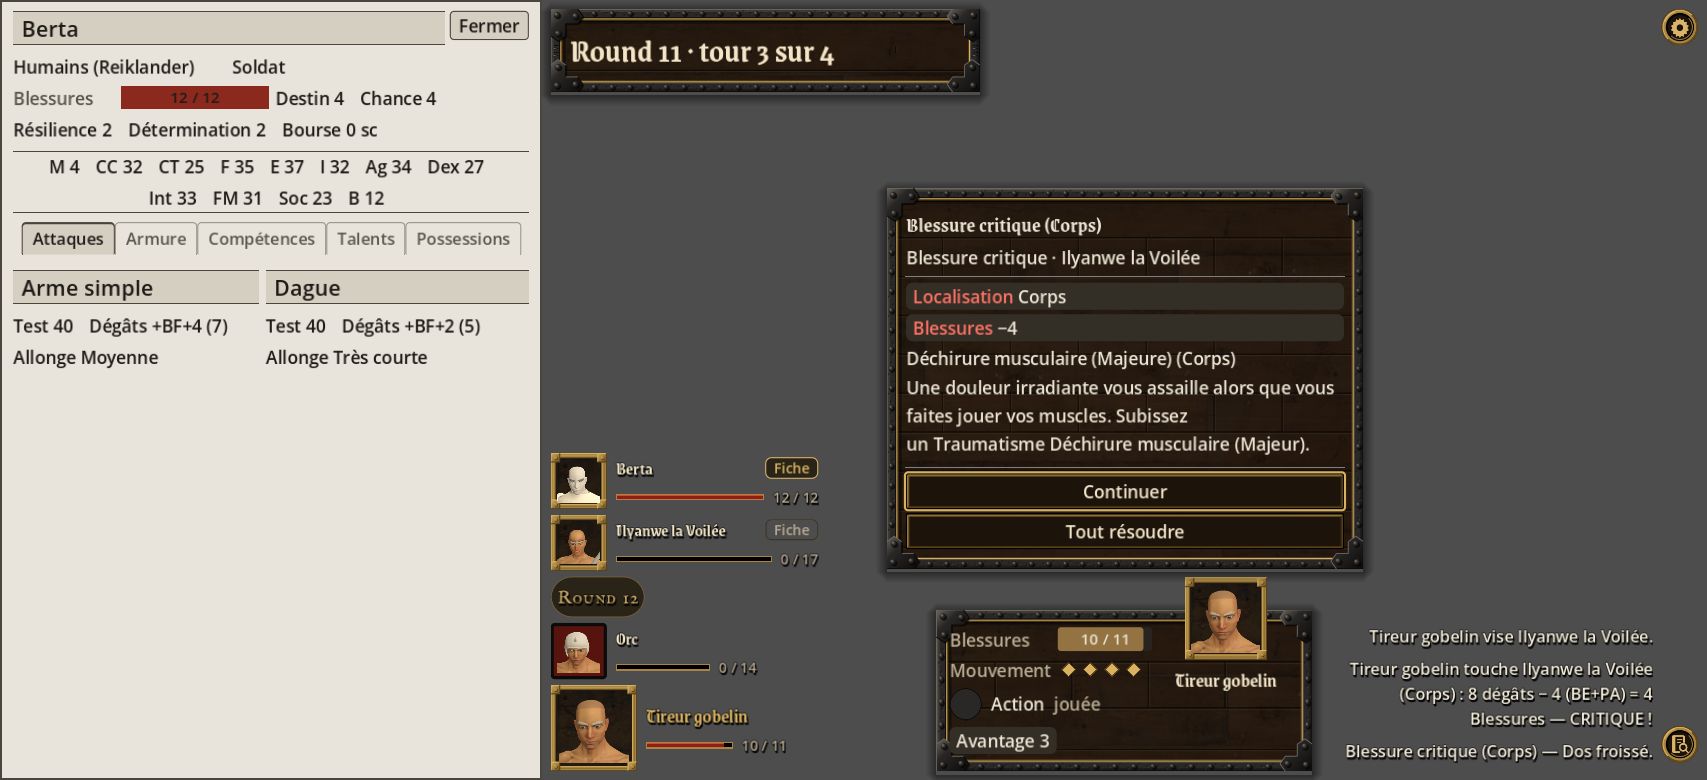 Berta
Fermer
Humains (Reiklander) Soldat
Blessures 12 / 12 Destin 4 Chance 4
Résilience 2 Détermination 2 Bourse 0 sc
M 4 CC 32 CT 25 F 35 E 37 I 32 Ag 34 Dex 27
Int 33 FM 31 Soc 23 B 12
Attaques Armure Compétences Talents Possessions
Arme simple
Test 40 Dégâts +BF+4 (7)
Allonge Moyenne
Dague
Test 40 Dégâts +BF+2 (5)
Allonge Très courte
Round 11 · tour 3 sur 4
Blessure critique (Corps)
Blessure critique · Ilyanwe la Voilée
Localisation Corps
Blessures −4
Déchirure musculaire (Majeure) (Corps)
Une douleur irradiante vous assaille alors que vous
faites jouer vos muscles. Subissez
un Traumatisme Déchirure musculaire (Majeur).
Continuer
Tout résoudre
Berta Fiche
12 / 12
Ilyanwe la Voilée Fiche
0 / 17
Round 12
Orc
0 / 14
Tireur gobelin
10 / 11
Blessures 10 / 11
Mouvement
Action jouée
Avantage 3
Tireur gobelin
Tireur gobelin vise Ilyanwe la Voilée.
Tireur gobelin touche Ilyanwe la Voilée
(Corps) : 8 dégâts − 4 (BE+PA) = 4
Blessures — CRITIQUE !
Blessure critique (Corps) — Dos froissé.